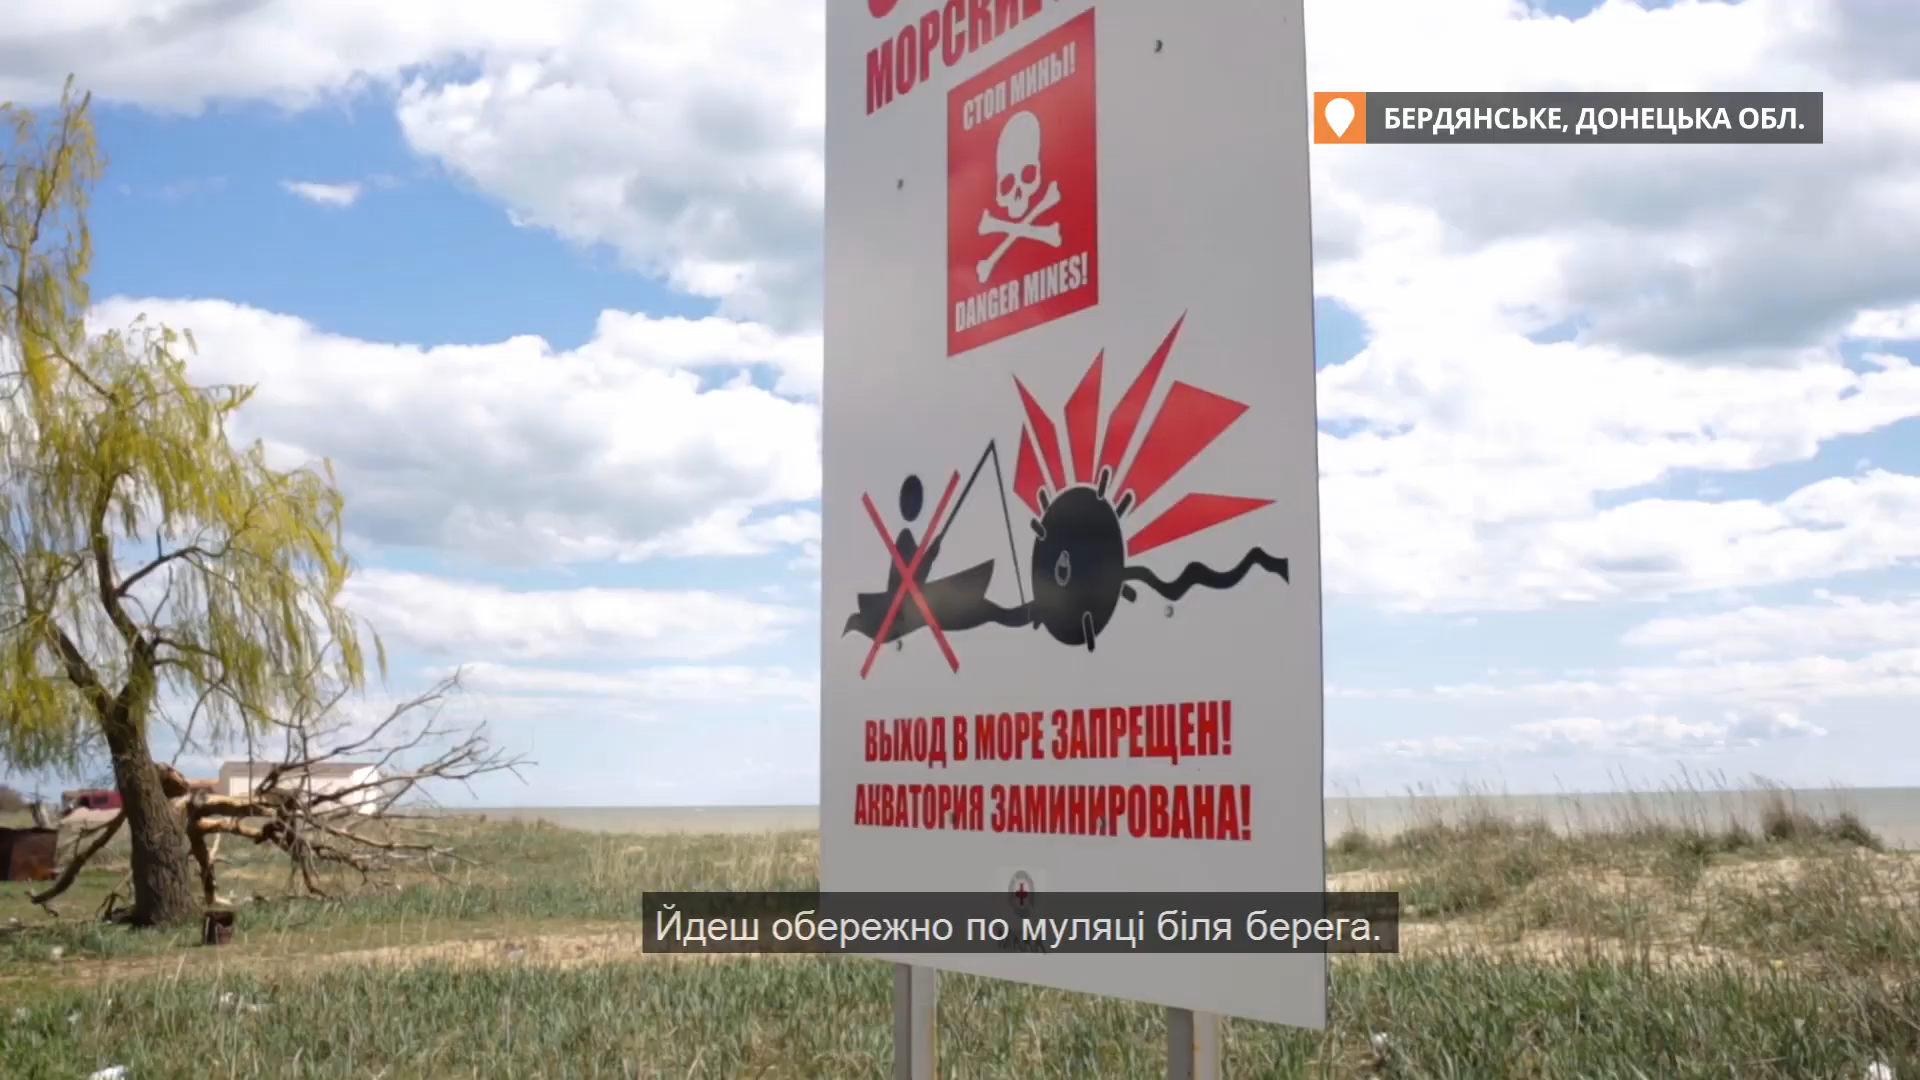 МОРСКИЕ
СТОП МИНЫ!
DANGER MINES!
БЕРДЯНСЬКЕ, ДОНЕЦЬКА ОБЛ.
ВЫХОД В МОРЕ ЗАПРЕЩЕН!
АКВАТОРИЯ ЗАМИНИРОВАНА!
Йдеш обережно по муляці біля берега.